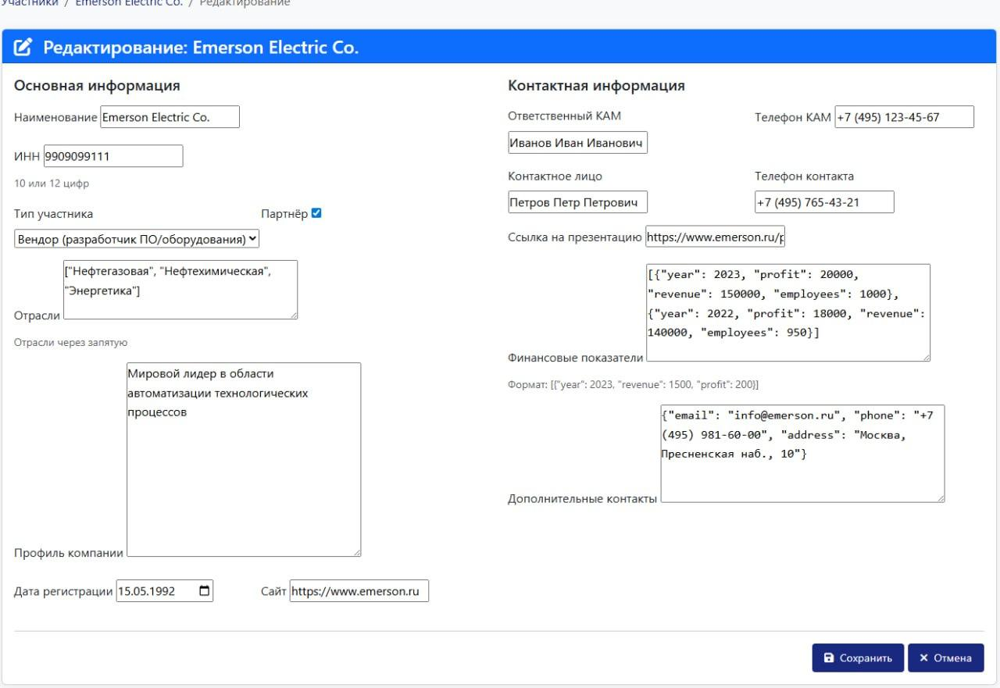 Участники / Emerson Electric Co. / Редактирование
Редактирование: Emerson Electric Co.
Основная информация
Наименование Emerson Electric Co.
ИНН 9909099111
10 или 12 цифр
Тип участника
Партнёр
Вендор (разработчик ПО/оборудования)
["Нефтегазовая", "Нефтехимическая",
"Энергетика"]
Отрасли
Отрасли через запятую
Мировой лидер в области
автоматизации технологических
процессов
Профиль компании
Дата регистрации 15.05.1992
Сайт https://www.emerson.ru
Контактная информация
Ответственный КАМ
Иванов Иван Иванович
Телефон КАМ +7 (495) 123-45-67
Контактное лицо
Петров Петр Петрович
Телефон контакта
+7 (495) 765-43-21
Ссылка на презентацию https://www.emerson.ru/p
[{"year": 2023, "profit": 20000,
"revenue": 150000, "employees": 1000},
{"year": 2022, "profit": 18000, "revenue":
140000, "employees": 950}]
Финансовые показатели
Формат: [{"year": 2023, "revenue": 1500, "profit": 200}]
{"email": "info@emerson.ru", "phone": "+7
(495) 981-60-00", "address": "Москва,
Пресненская наб., 10"}
Дополнительные контакты
Сохранить
Отмена